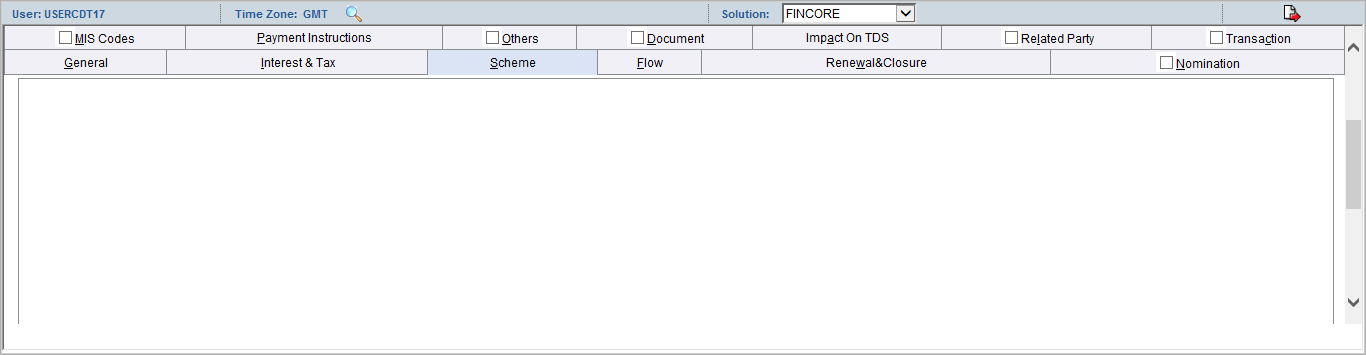 User: USERCDT17 Time Zone: GMT Solution: FINCORE
MIS Codes Payment Instructions Others Document Impact On TDS Related Party Transaction
General Interest & Tax Scheme Flow Renewal&Closure Nomination